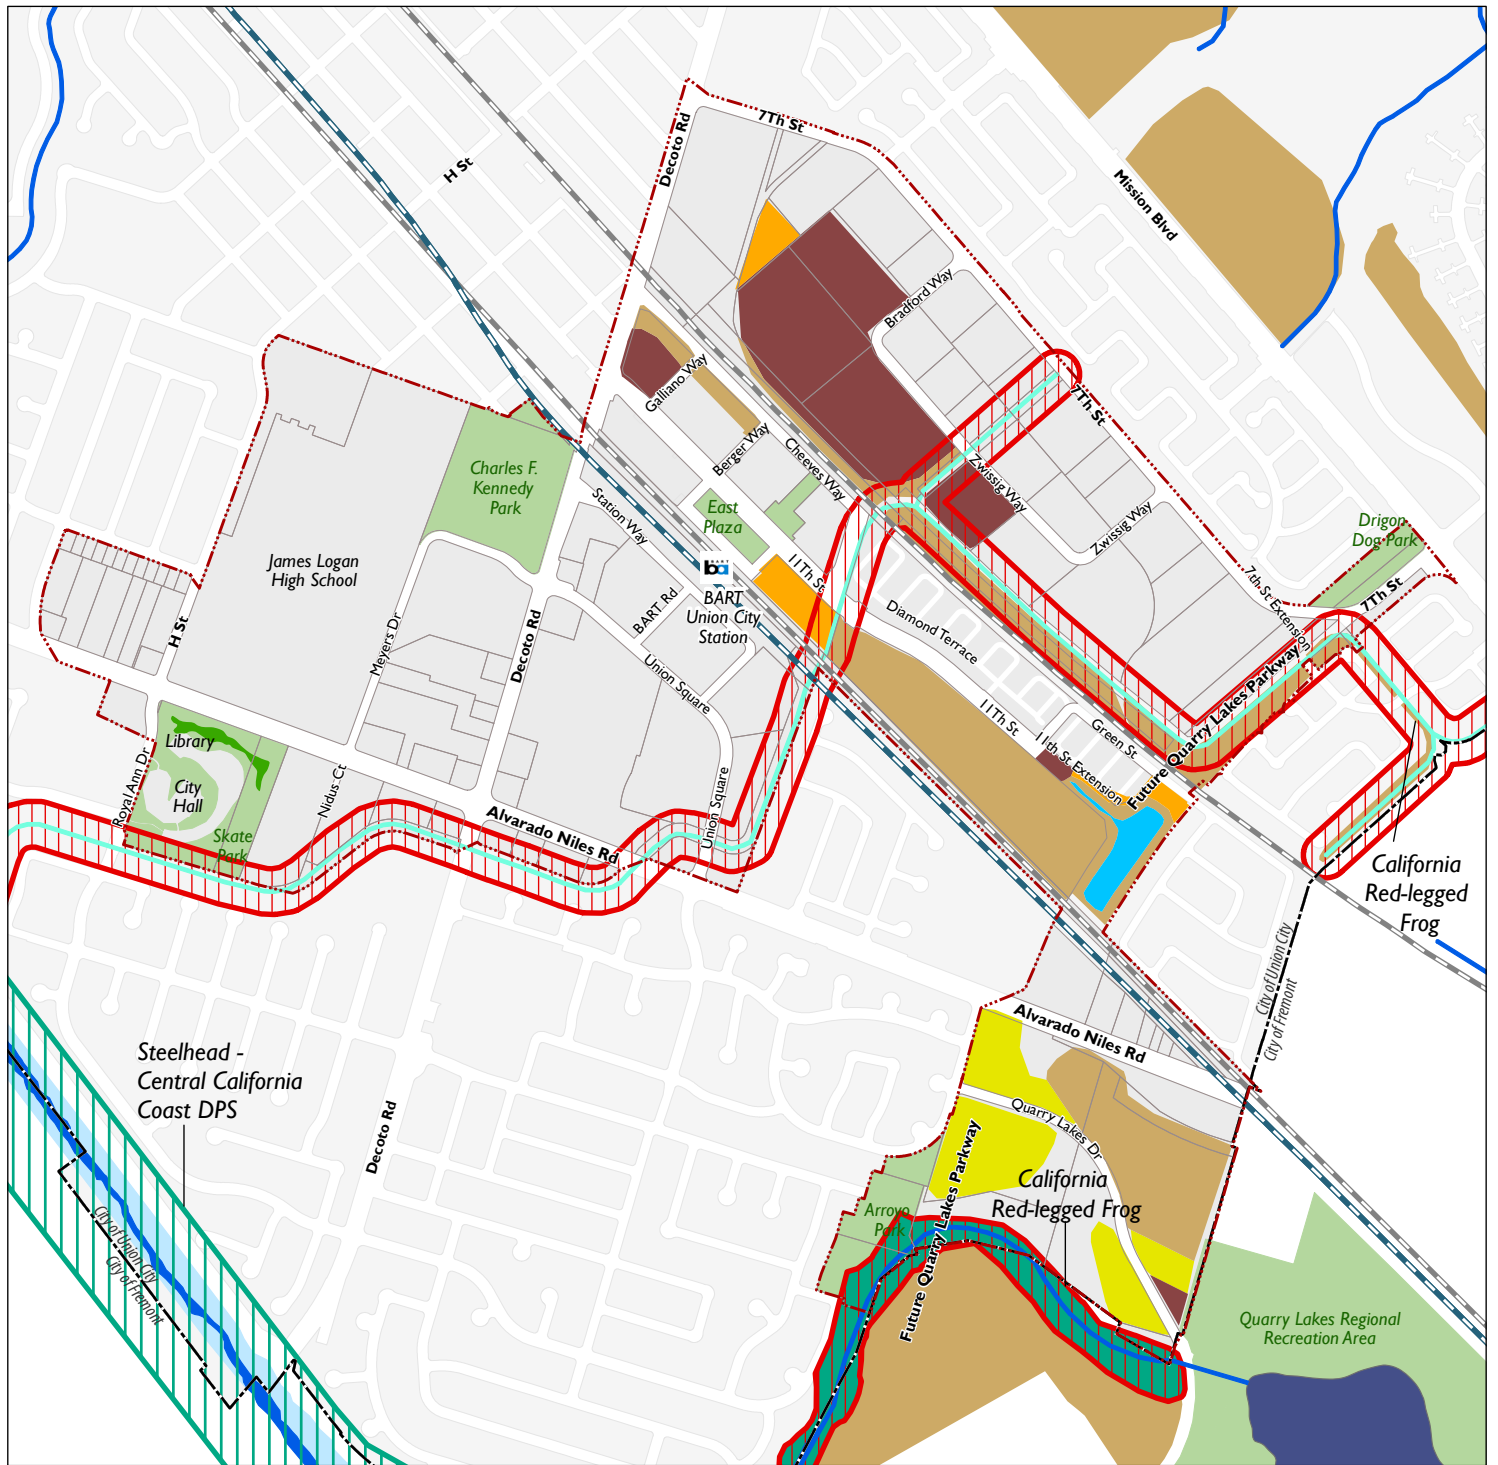 7Th St
Decoto Rd
H St
Mission Blvd
Bradford Way
Galliano Way
7Th St
Berger Way
Cheeves Way
Zwissig Way
Charles F.
Kennedy
Park
Station Way
East
Plaza
Zwissig Way
Drigon
Dog Park
James Logan
High School
ba
BART
Union City
Station
11Th St
7th St Extension
7Th St
BART Rd
Diamond Terrace
H St
Meyers Dr
Decoto Rd
Union Square
11Th St
Green St
Future Quarry Lakes Parkway
11th St Extension
Library
City
Hall
Royal Ann Dr
Nidus Ct
Skate
Park
Alvarado Niles Rd
Union Square
California
Red-legged
Frog
City of Union City
City of Fremont
Alvarado Niles Rd
Steelhead -
Central California
Coast DPS
Decoto Rd
Quarry Lakes Dr
California
Red-legged Frog
Arroyo
Park
Future Quarry Lakes Parkway
City of Union City
City of Fremont
Quarry Lakes Regional
Recreation Area